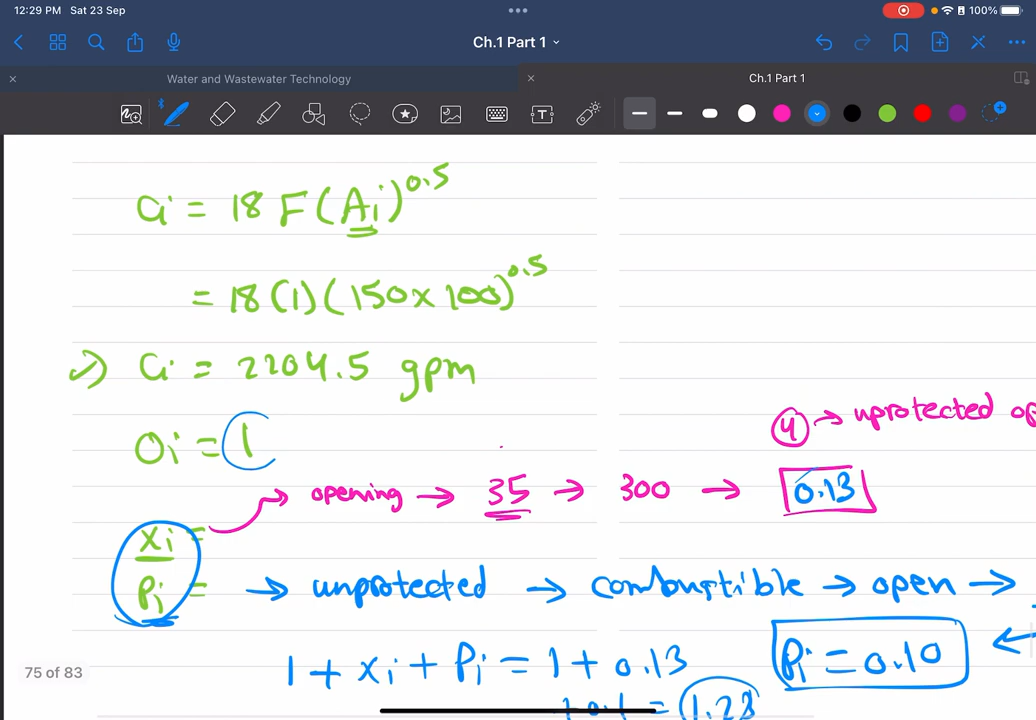 12:29 PM Sat 23 Sep
100%
Ch.1 Part 1
Water and Wastewater Technology
Ch.1 Part 1
Ci = 18 F (Ai)^0.5
= 18 (1) (150 x 100)^0.5
Ci = 2204.5 gpm
Oi = 1
4 → uprotected
opening → 35 → 300 → 0.13
Xi =
Pi = → unprotected → combustible → open →
1 + Xi + Pi = 1 + 0.13
Pi = 0.10
75 of 83
+ 0.1 = 1.23